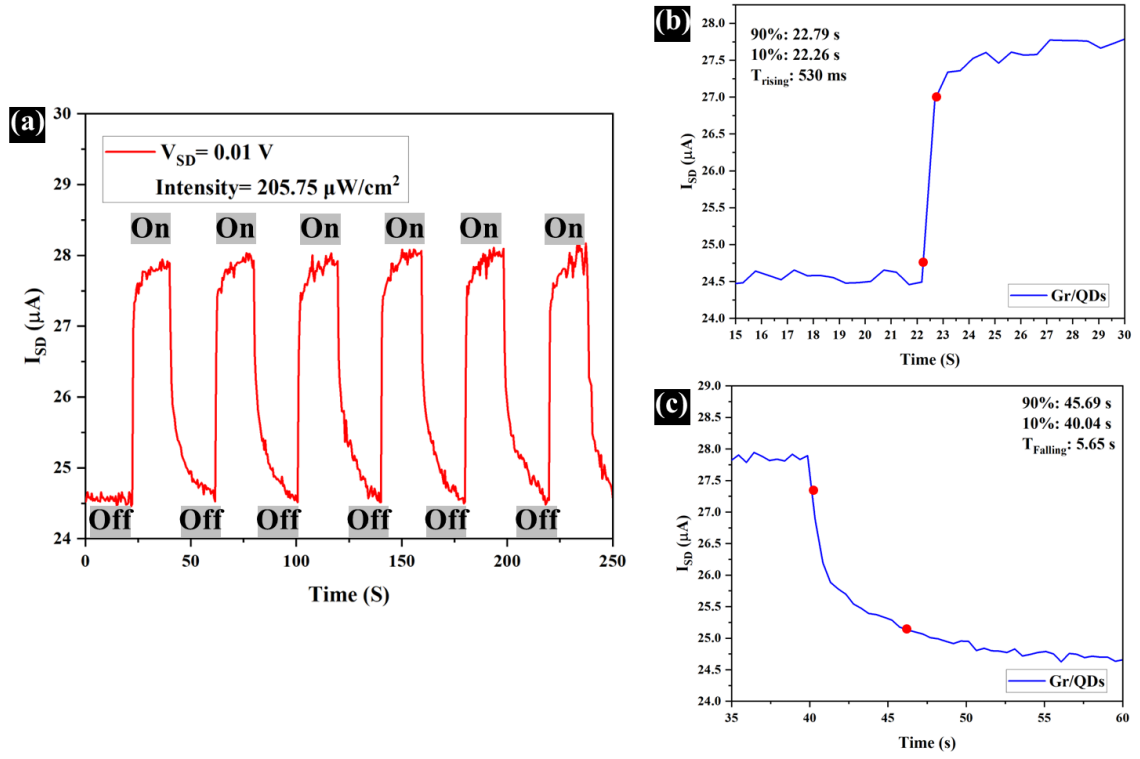 (a)
30
29
28
27
26
25
24
I_SD (μA)
V_SD= 0.01 V
Intensity= 205.75 μW/cm²
On On On On On On
Off Off Off Off Off Off
0 50 100 150 200 250
Time (S)
(b)
28.0
27.5
27.0
26.5
26.0
25.5
25.0
24.5
24.0
I_SD (μA)
90%: 22.79 s
10%: 22.26 s
T_rising: 530 ms
Gr/QDs
15 16 17 18 19 20 21 22 23 24 25 26 27 28 29 30
Time (S)
(c)
29.0
28.5
28.0
27.5
27.0
26.5
26.0
25.5
25.0
24.5
24.0
I_SD (μA)
90%: 45.69 s
10%: 40.04 s
T_Falling: 5.65 s
Gr/QDs
35 40 45 50 55 60
Time (s)